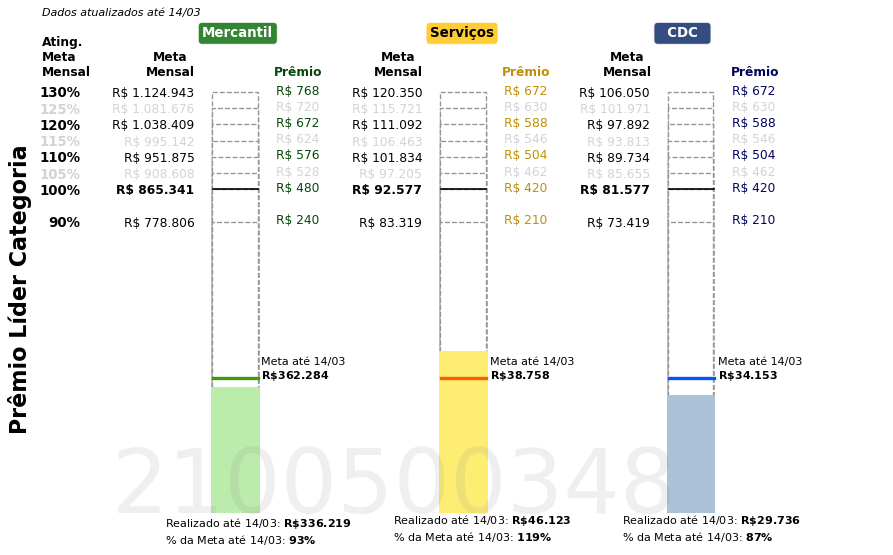 Dados atualizados até 14/03
Mercantil Serviços CDC
Ating. Meta Mensal Meta Mensal Prêmio Meta Mensal Prêmio Meta Mensal Prêmio
130% R$ 1.124.943 R$ 768 R$ 120.350 R$ 672 R$ 106.050 R$ 672
125% R$ 1.081.676 R$ 720 R$ 115.721 R$ 630 R$ 101.971 R$ 630
120% R$ 1.038.409 R$ 672 R$ 111.092 R$ 588 R$ 97.892 R$ 588
115% R$ 995.142 R$ 624 R$ 106.463 R$ 546 R$ 93.813 R$ 546
110% R$ 951.875 R$ 576 R$ 101.834 R$ 504 R$ 89.734 R$ 504
105% R$ 908.608 R$ 528 R$ 97.205 R$ 462 R$ 85.655 R$ 462
100% R$ 865.341 R$ 480 R$ 92.577 R$ 420 R$ 81.577 R$ 420
90% R$ 778.806 R$ 240 R$ 83.319 R$ 210 R$ 73.419 R$ 210
Prêmio Líder Categoria
Meta até 14/03 Meta até 14/03 Meta até 14/03
R$362.284 R$38.758 R$34.153
2100500348
Realizado até 14/03: R$336.219 Realizado até 14/03: R$46.123 Realizado até 14/03: R$29.736
% da Meta até 14/03: 93% % da Meta até 14/03: 119% % da Meta até 14/03: 87%